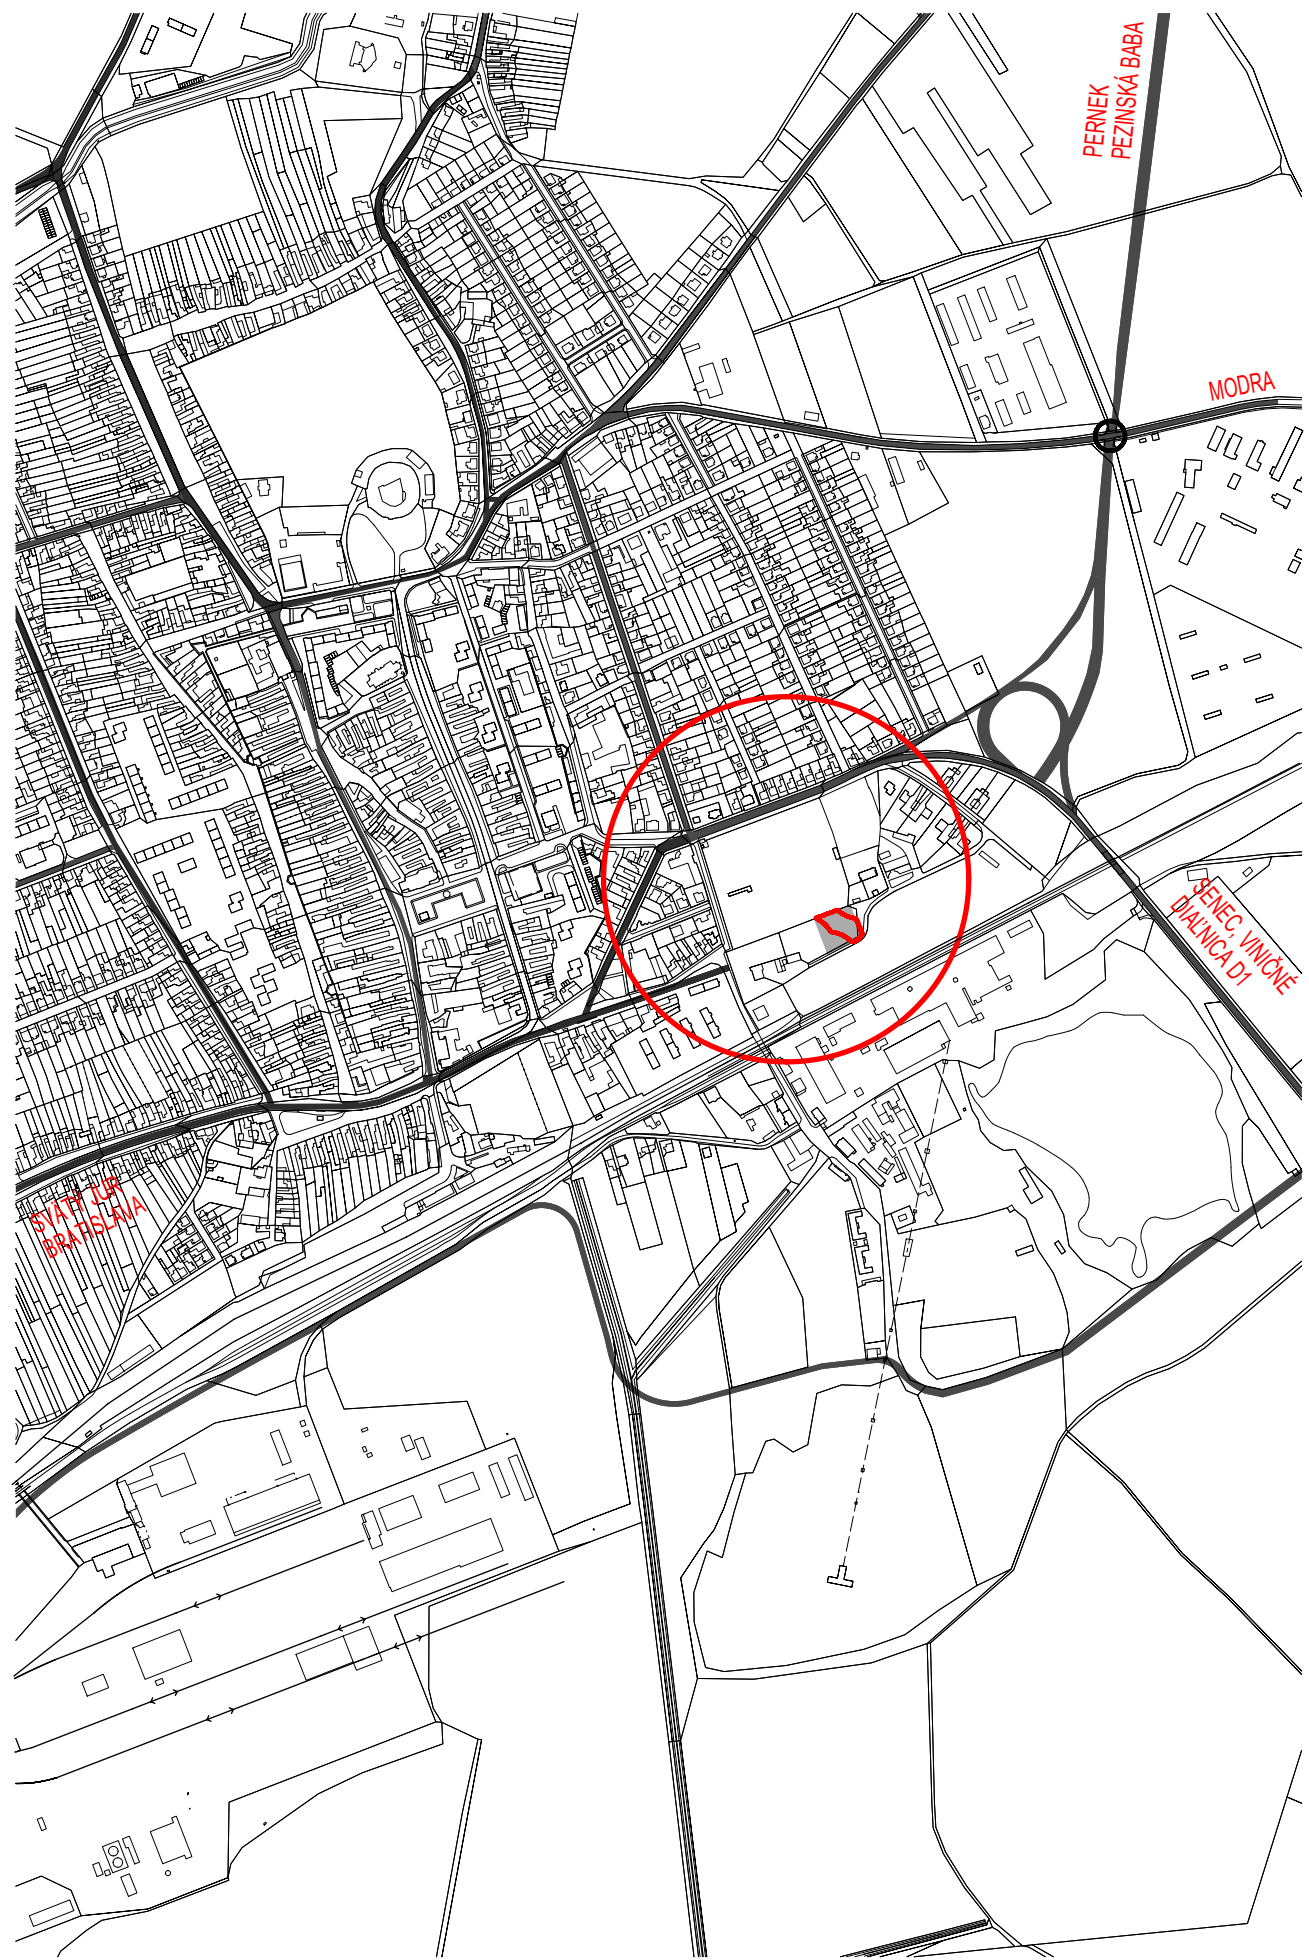 PERNEK
PEZINSKÁ BABA
MODRA
SENEC, VINIČNÉ
DIAĽNICA D1
SVÄTÝ JUR
BRATISLAVA